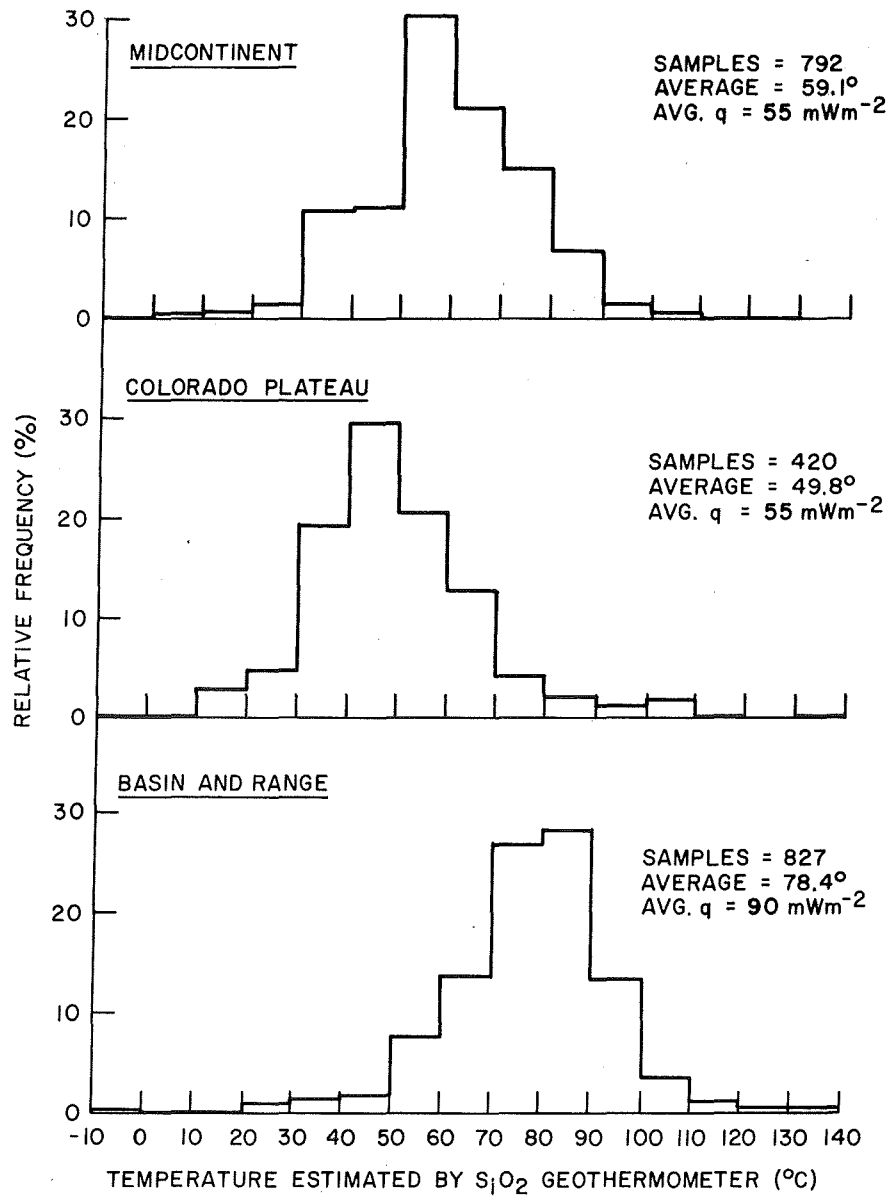 30
MIDCONTINENT
SAMPLES = 792
AVERAGE = 59.1°
AVG. q = 55 mWm⁻²
20
10
0
COLORADO PLATEAU
30
SAMPLES = 420
AVERAGE = 49.8°
AVG. q = 55 mWm⁻²
20
10
0
RELATIVE FREQUENCY (%)
BASIN AND RANGE
30
SAMPLES = 827
AVERAGE = 78.4°
AVG. q = 90 mWm⁻²
20
10
0
-10 0 10 20 30 40 50 60 70 80 90 100 110 120 130 140
TEMPERATURE ESTIMATED BY SiO₂ GEOTHERMOMETER (°C)